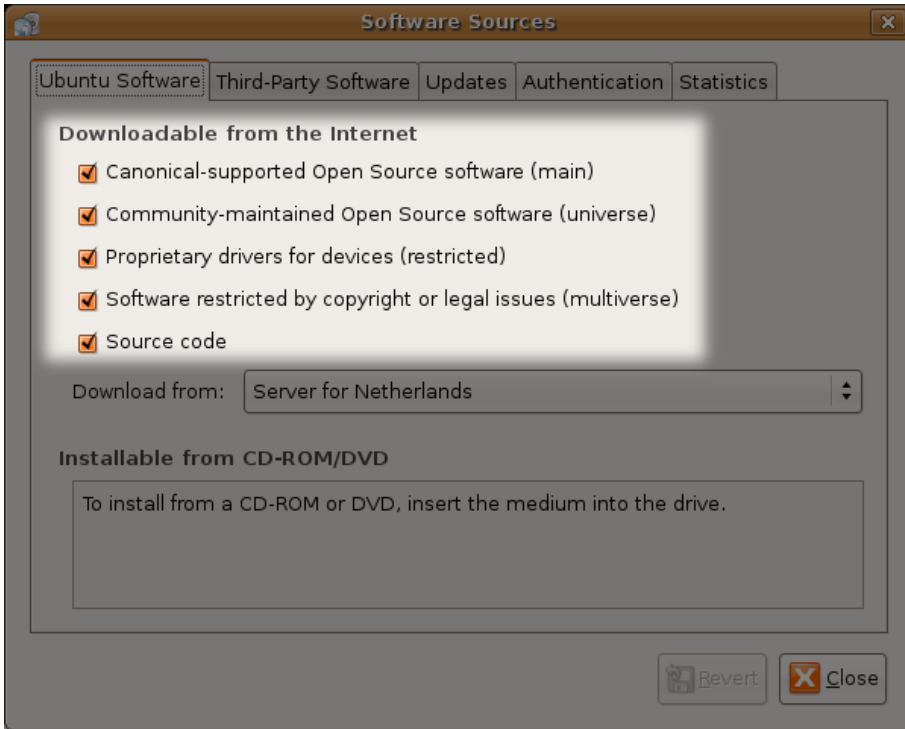 Software Sources
Ubuntu Software Third-Party Software Updates Authentication Statistics
Downloadable from the Internet
Canonical-supported Open Source software (main)
Community-maintained Open Source software (universe)
Proprietary drivers for devices (restricted)
Software restricted by copyright or legal issues (multiverse)
Source code
Download from: Server for Netherlands
Installable from CD-ROM/DVD
To install from a CD-ROM or DVD, insert the medium into the drive.
Revert Close